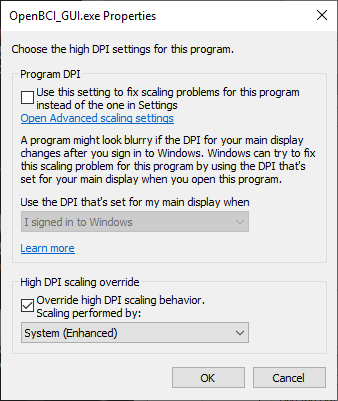 OpenBCI_GUI.exe Properties
Choose the high DPI settings for this program.
Program DPI
Use this setting to fix scaling problems for this program
instead of the one in Settings
Open Advanced scaling settings
A program might look blurry if the DPI for your main display
changes after you sign in to Windows. Windows can try to fix
this scaling problem for this program by using the DPI that's
set for your main display when you open this program.
Use the DPI that's set for my main display when
I signed in to Windows
Learn more
High DPI scaling override
Override high DPI scaling behavior.
Scaling performed by:
System (Enhanced)
OK
Cancel